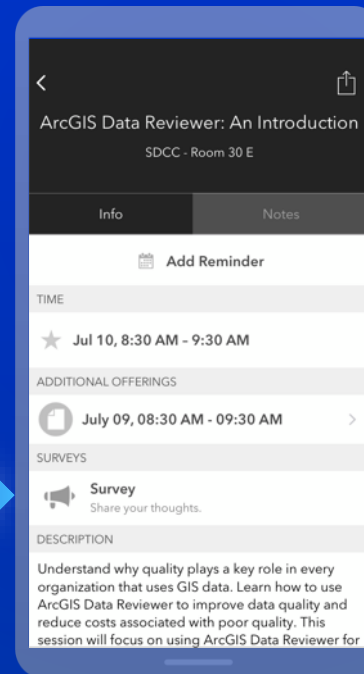 ArcGIS Data Reviewer: An Introduction
SDCC - Room 30 E
Info Notes
Add Reminder
TIME
Jul 10, 8:30 AM – 9:30 AM
ADDITIONAL OFFERINGS
July 09, 08:30 AM - 09:30 AM
SURVEYS
Survey
Share your thoughts.
DESCRIPTION
Understand why quality plays a key role in every
organization that uses GIS data. Learn how to use
ArcGIS Data Reviewer to improve data quality and
reduce costs associated with poor quality. This
session will focus on using ArcGIS Data Reviewer for